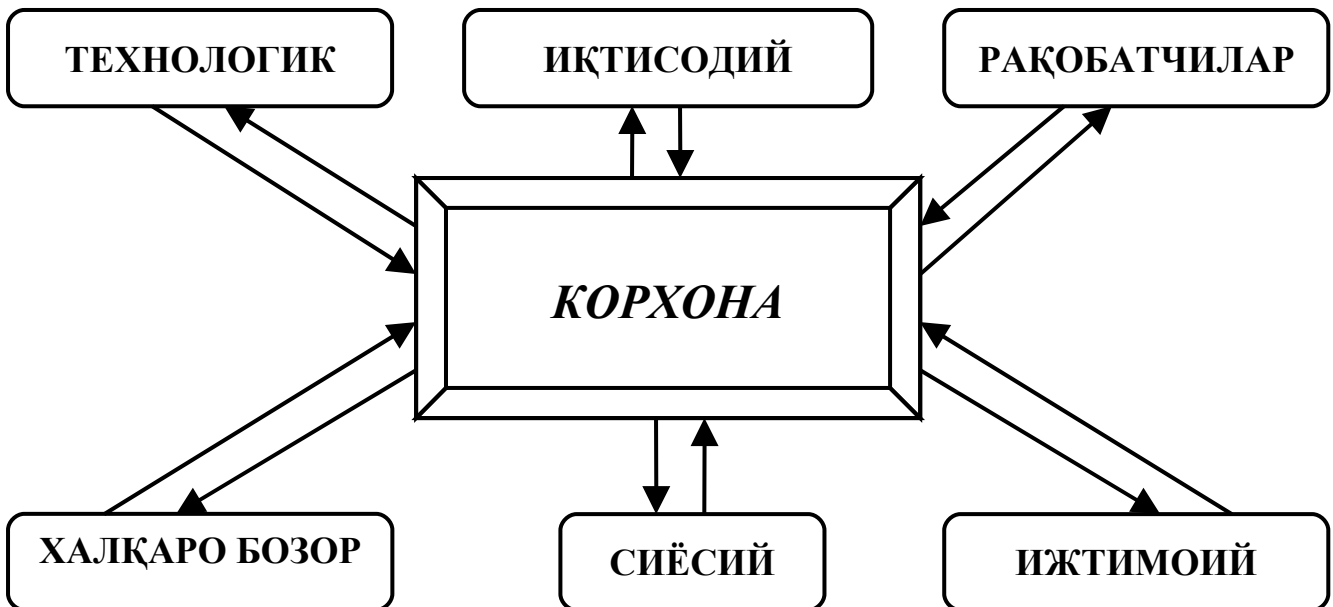 ТЕХНОЛОГИК
ИҚТИСОДИЙ
РАҚОБАТЧИЛАР
КОРХОНА
ХАЛҚАРО БОЗОР
СИЁСИЙ
ИЖТИМОИЙ